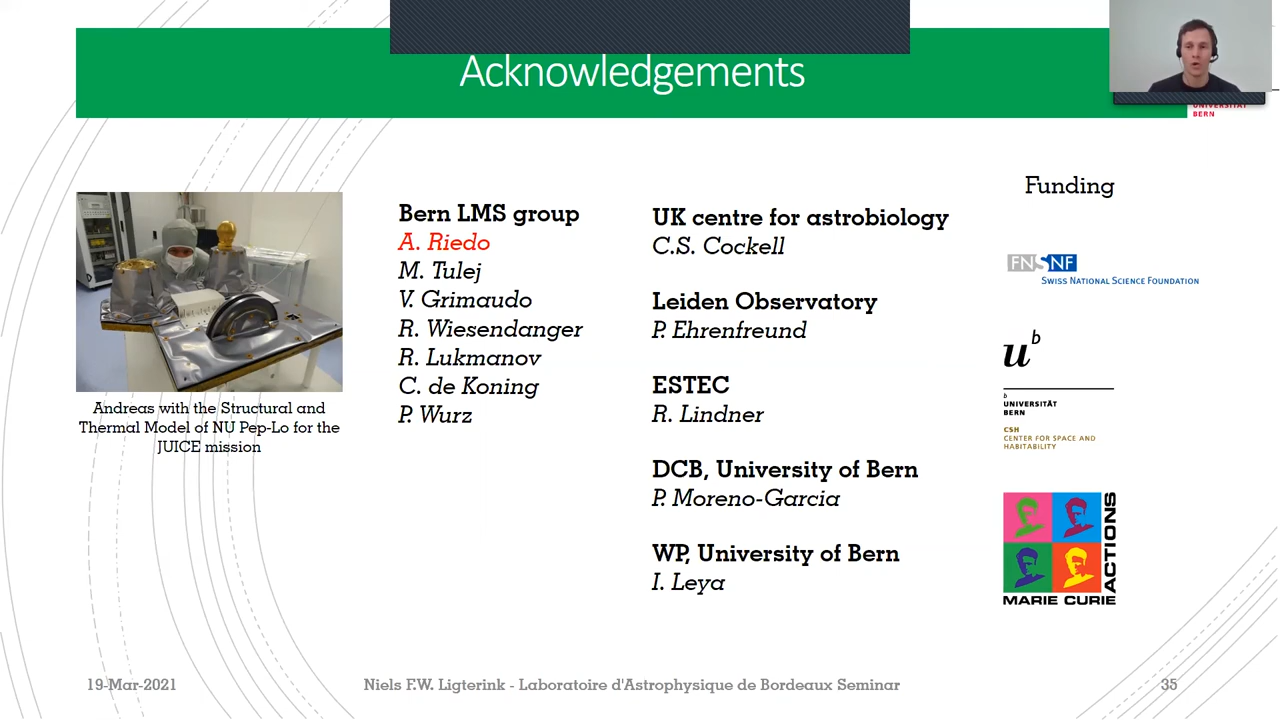 Acknowledgements
UNIVERSITÄT
BERN
Andreas with the Structural and
Thermal Model of NU Pep-Lo for the
JUICE mission
Bern LMS group
A. Riedo
M. Tulej
V. Grimaudo
R. Wiesendanger
R. Lukmanov
C. de Koning
P. Wurz
UK centre for astrobiology
C.S. Cockell
Leiden Observatory
P. Ehrenfreund
ESTEC
R. Lindner
DCB, University of Bern
P. Moreno-Garcia
WP, University of Bern
I. Leya
Funding
FNSNF
SWISS NATIONAL SCIENCE FOUNDATION
u b
b
UNIVERSITÄT
BERN
CSH
CENTER FOR SPACE AND
HABITABILITY
MARIE CURIE
ACTIONS
19-Mar-2021
Niels F.W. Ligterink - Laboratoire d'Astrophysique de Bordeaux Seminar
35